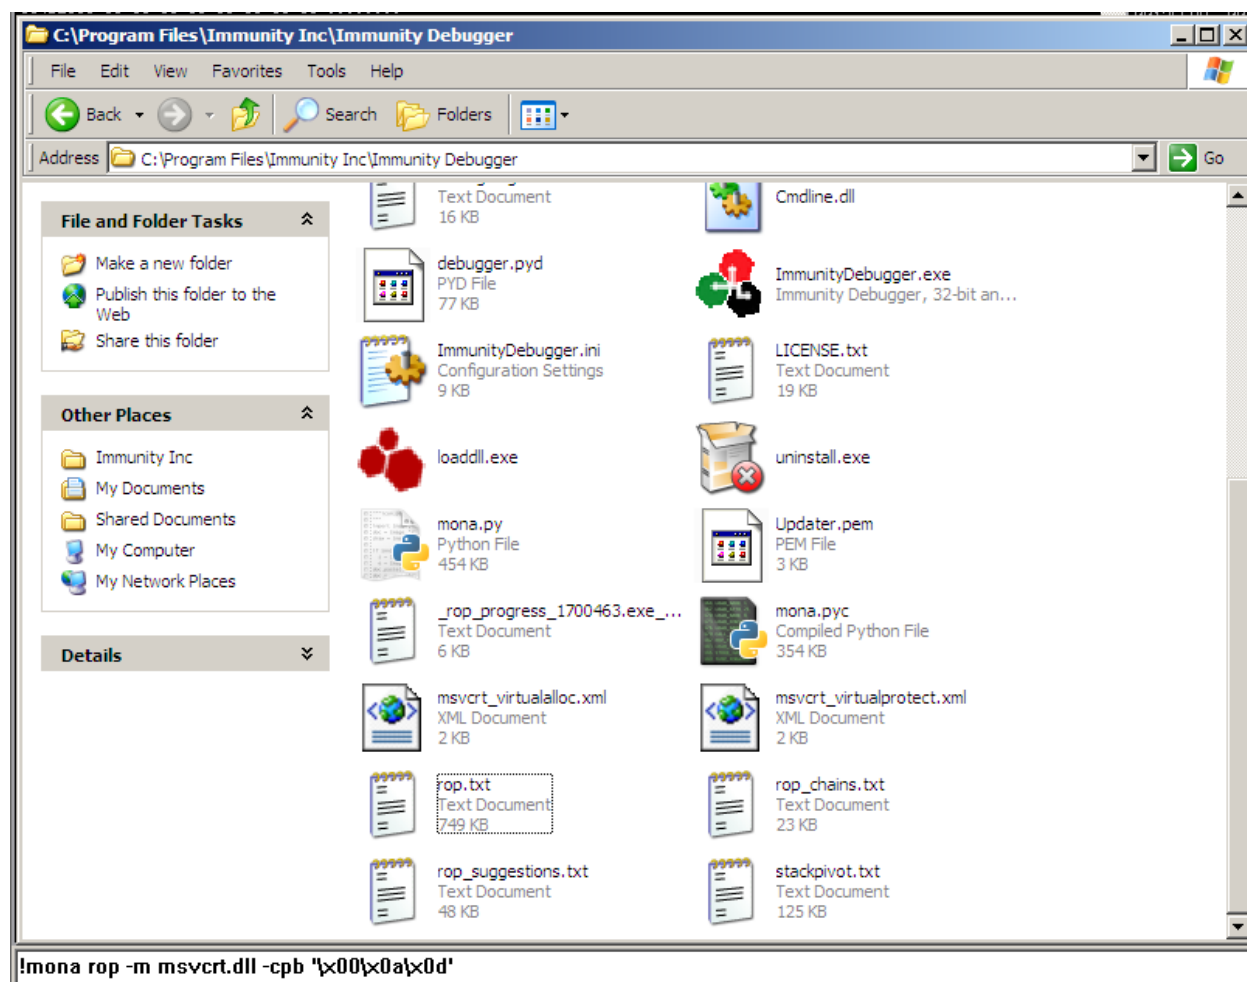 C:\Program Files\Immunity Inc\Immunity Debugger
File Edit View Favorites Tools Help
Back Search Folders
Address C:\Program Files\Immunity Inc\Immunity Debugger Go
File and Folder Tasks
Make a new folder
Publish this folder to the
Web
Share this folder
Other Places
Immunity Inc
My Documents
Shared Documents
My Computer
My Network Places
Details
Text Document
16 KB
Cmdline.dll
debugger.pyd
PYD File
77 KB
ImmunityDebugger.exe
Immunity Debugger, 32-bit an...
ImmunityDebugger.ini
Configuration Settings
9 KB
LICENSE.txt
Text Document
19 KB
loaddll.exe
uninstall.exe
mona.py
Python File
454 KB
Updater.pem
PEM File
3 KB
_rop_progress_1700463.exe_...
Text Document
6 KB
mona.pyc
Compiled Python File
354 KB
msvcrt_virtualalloc.xml
XML Document
2 KB
msvcrt_virtualprotect.xml
XML Document
2 KB
rop.txt
Text Document
749 KB
rop_chains.txt
Text Document
23 KB
rop_suggestions.txt
Text Document
48 KB
stackpivot.txt
Text Document
125 KB
!mona rop -m msvcrt.dll -cpb '\x00\x0a\x0d'